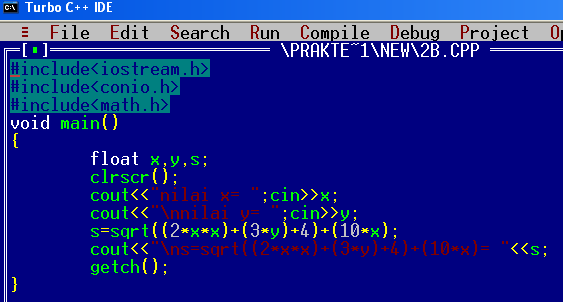 C:\ Turbo C++ IDE
≡ File Edit Search Run Compile Debug Project
[■] \PRAKTE~1\NEW\2B.CPP
#include<iostream.h>
#include<conio.h>
#include<math.h>
void main()
{
float x,y,s;
clrscr();
cout<<"nilai x= ";cin>>x;
cout<<"\nnilai y= ";cin>>y;
s=sqrt((2*x*x)+(3*y)+4)+(10*x);
cout<<"\ns=sqrt((2*x*x)+(3*y)+4)+(10*x)= "<<s;
getch();
}